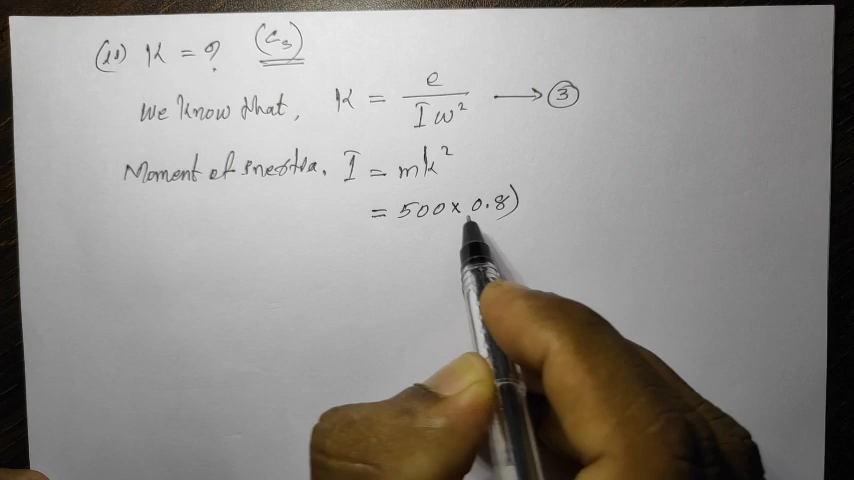 (ii) K = ? (Cs)
We know that, K = e / Iω² → ③
Moment of inertia, I = mk²
= 500 × 0.8)